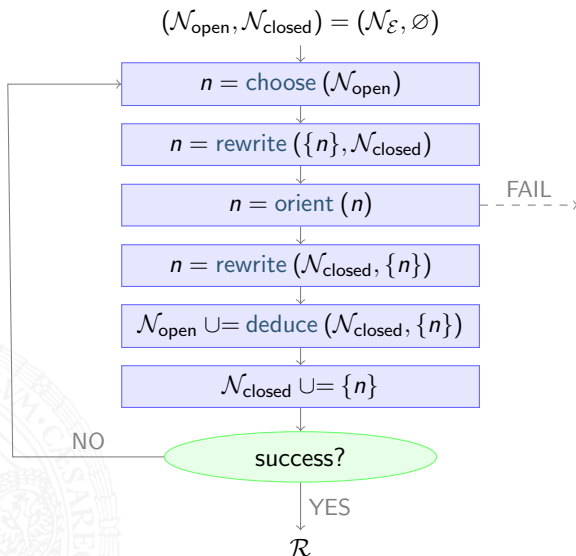 (𝒩open, 𝒩closed) = (𝒩ℰ, ∅)
n = choose (𝒩open)
n = rewrite ({n}, 𝒩closed)
n = orient (n)
FAIL
n = rewrite (𝒩closed, {n})
𝒩open ∪= deduce (𝒩closed, {n})
𝒩closed ∪= {n}
NO
success?
YES
ℛ